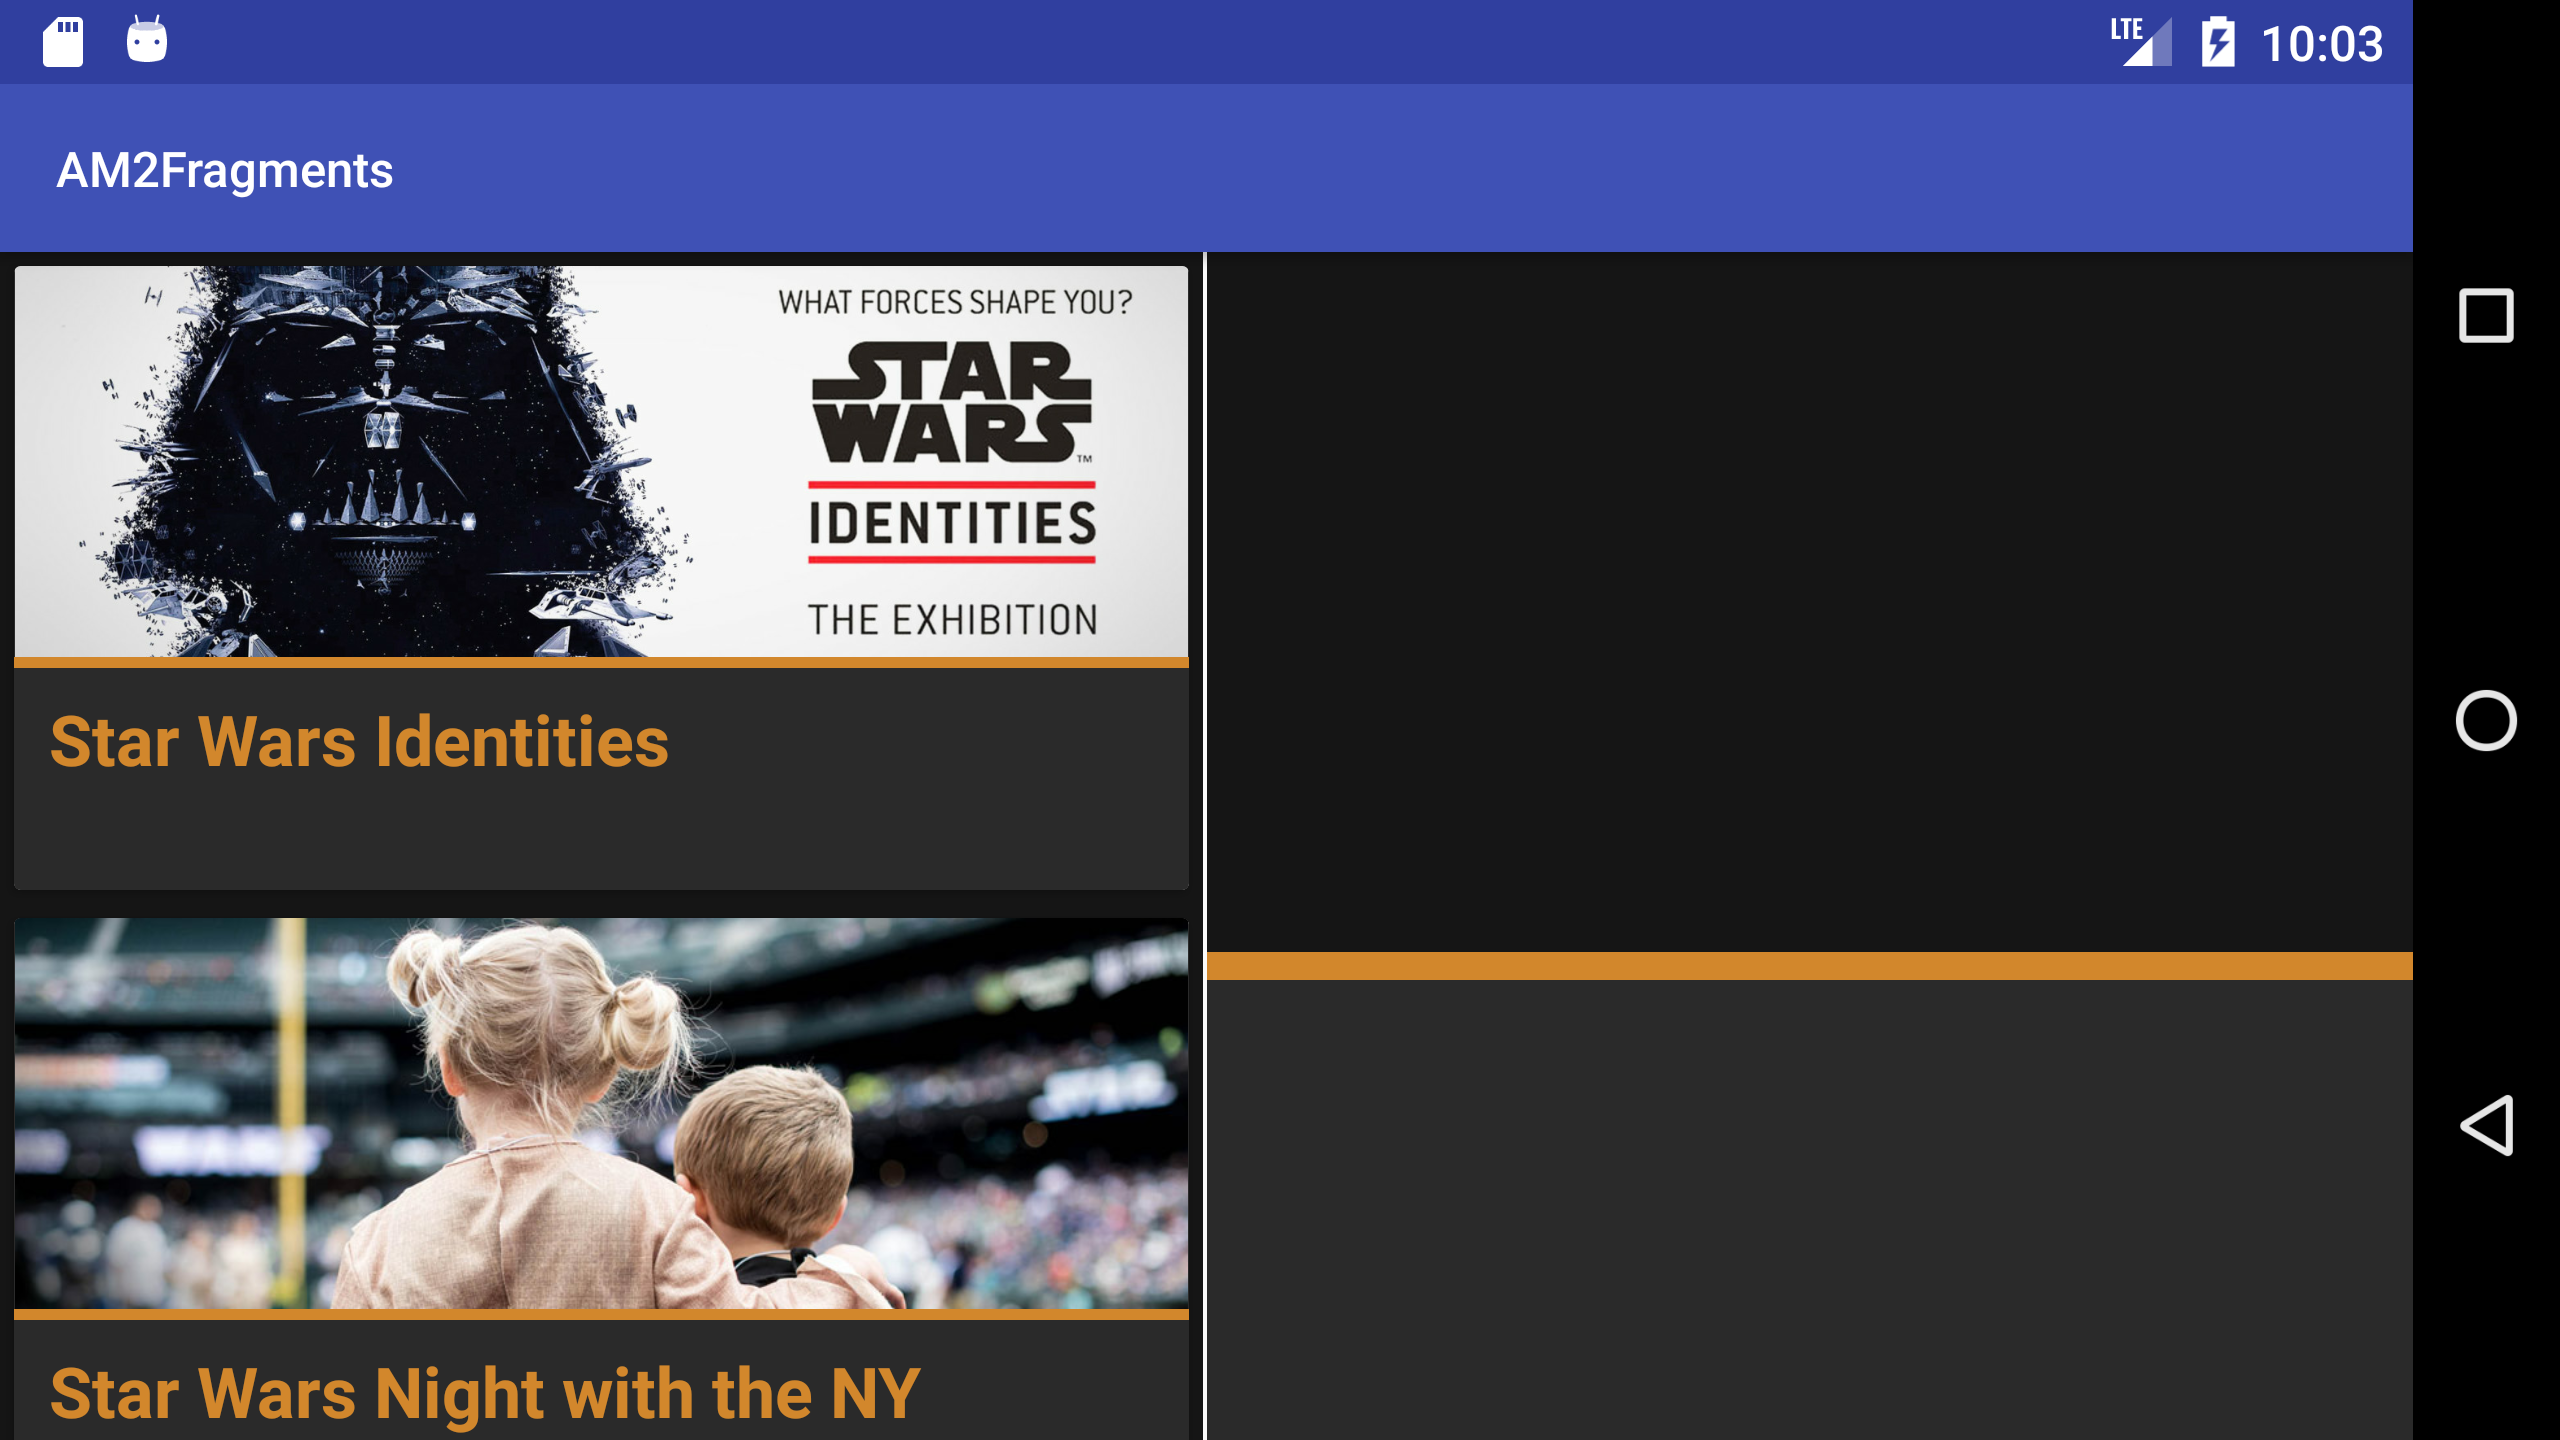 LTE 10:03
AM2Fragments
WHAT FORCES SHAPE YOU?
STAR
WARS™
IDENTITIES
THE EXHIBITION
Star Wars Identities
WARS
Star Wars Night with the NY